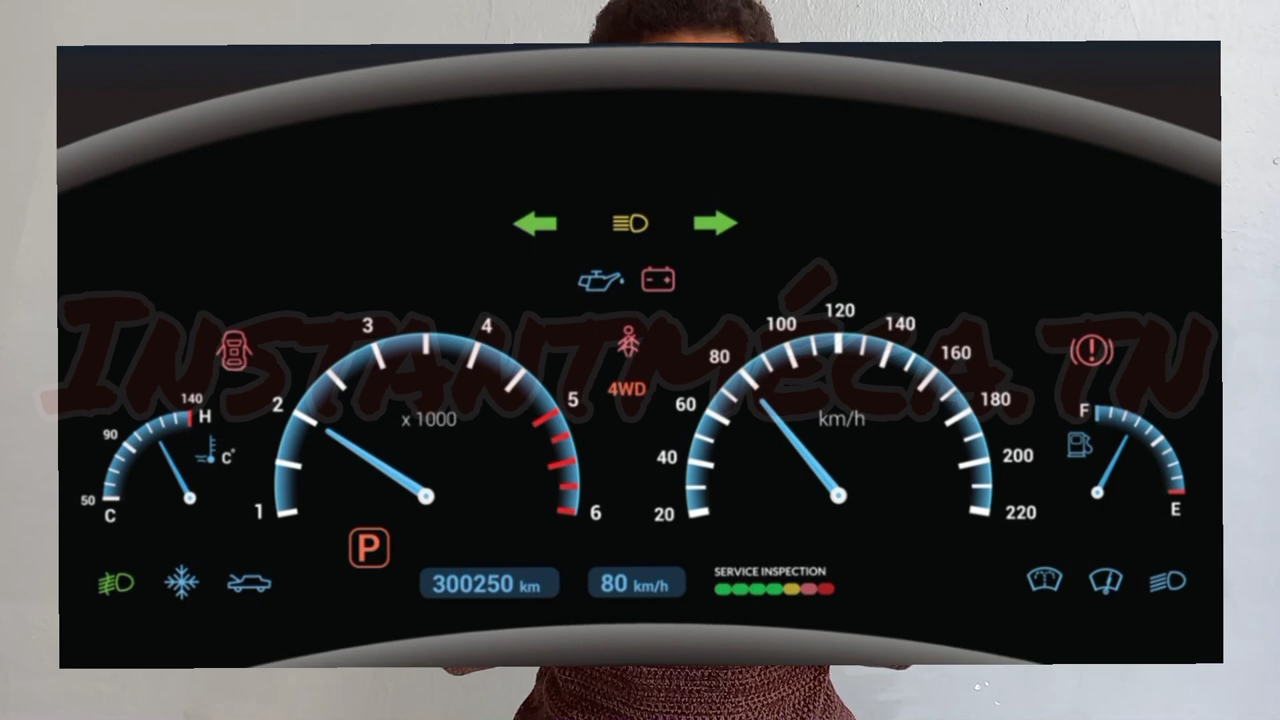 INSTANTMÉCA.TN
3
4
2
5
1
6
x 1000
4WD
100
120
140
80
160
60
180
40
200
20
220
km/h
140
H
90
C°
50
C
F
E
P
300250 km
80 km/h
SERVICE INSPECTION